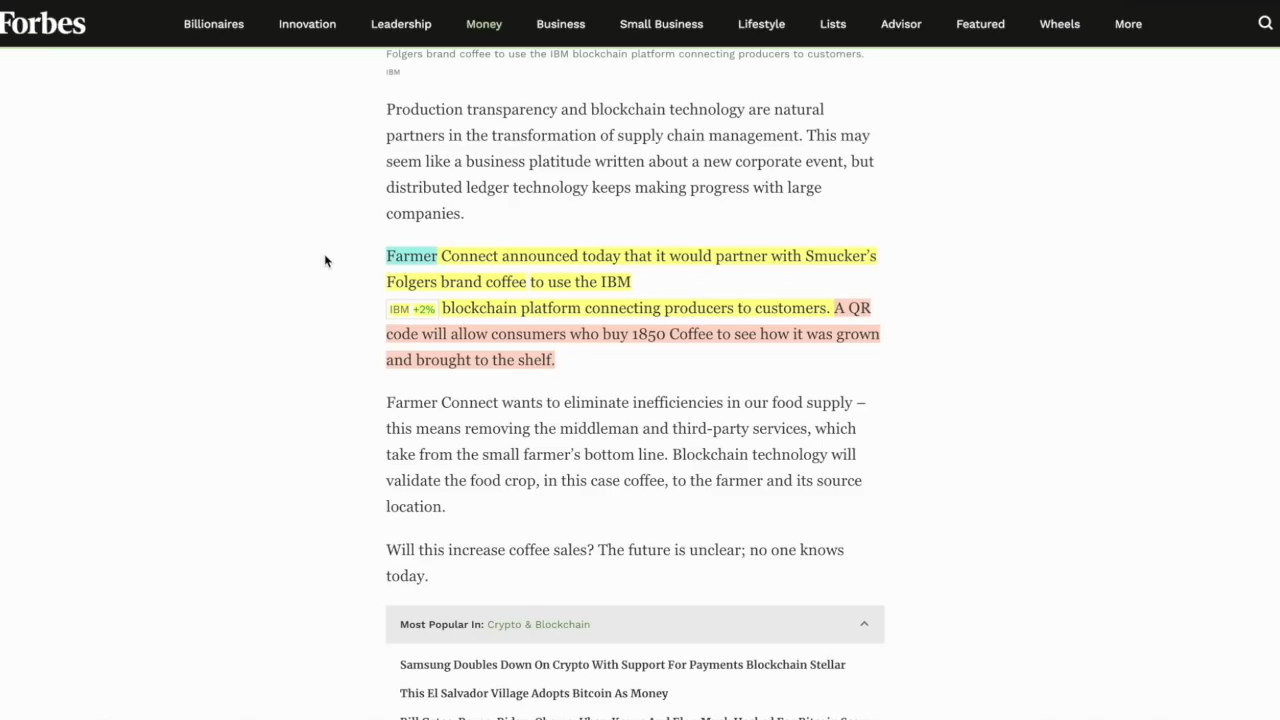 Forbes
Billionaires Innovation Leadership Money Business Small Business Lifestyle Lists Advisor Featured Wheels More
Folgers brand coffee to use the IBM blockchain platform connecting producers to customers.
IBM
Production transparency and blockchain technology are natural
partners in the transformation of supply chain management. This may
seem like a business platitude written about a new corporate event, but
distributed ledger technology keeps making progress with large
companies.
Farmer Connect announced today that it would partner with Smucker’s
Folgers brand coffee to use the IBM
IBM +2% blockchain platform connecting producers to customers. A QR
code will allow consumers who buy 1850 Coffee to see how it was grown
and brought to the shelf.
Farmer Connect wants to eliminate inefficiencies in our food supply –
this means removing the middleman and third-party services, which
take from the small farmer’s bottom line. Blockchain technology will
validate the food crop, in this case coffee, to the farmer and its source
location.
Will this increase coffee sales? The future is unclear; no one knows
today.
Most Popular In: Crypto & Blockchain
Samsung Doubles Down On Crypto With Support For Payments Blockchain Stellar
This El Salvador Village Adopts Bitcoin As Money